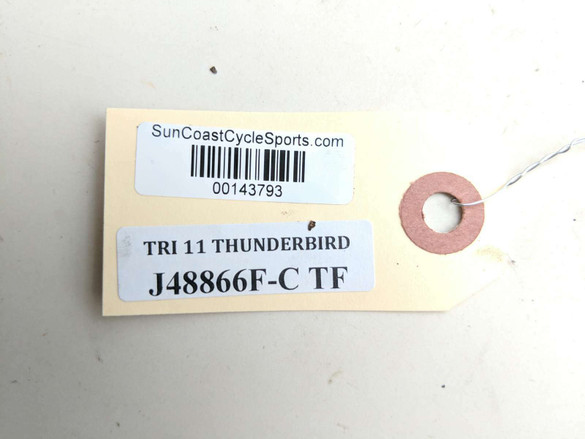 SunCoastCycleSports.com
00143793
TRI 11 THUNDERBIRD
J48866F-C TF